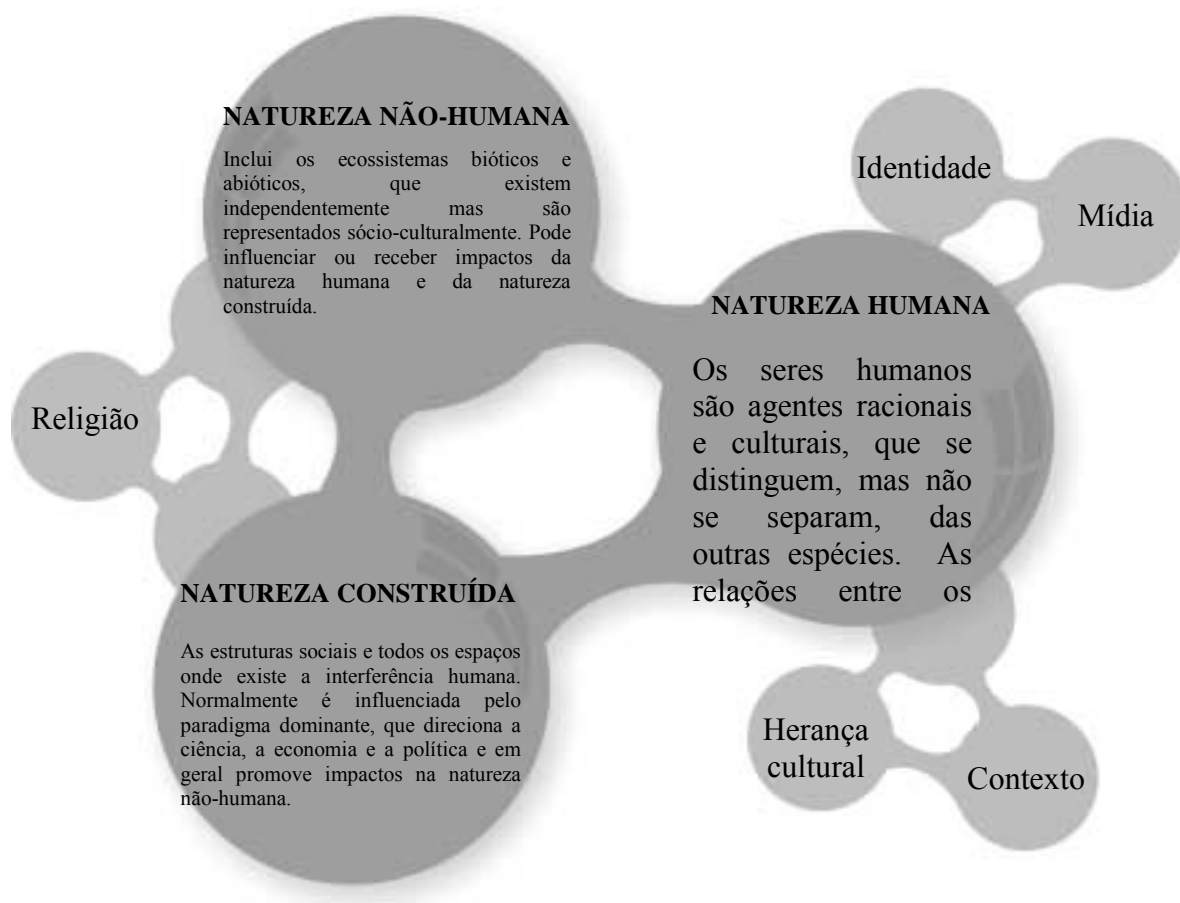 NATUREZA NÃO-HUMANA
Inclui os ecossistemas bióticos e
abióticos, que existem
independentemente mas são
representados sócio-culturalmente. Pode
influenciar ou receber impactos da
natureza humana e da natureza
construída.
Identidade
Mídia
NATUREZA HUMANA
Os seres humanos
são agentes racionais
e culturais, que se
distinguem, mas não
se separam, das
outras espécies. As
relações entre os
Religião
NATUREZA CONSTRUÍDA
As estruturas sociais e todos os espaços
onde existe a interferência humana.
Normalmente é influenciada pelo
paradigma dominante, que direciona a
ciência, a economia e a política e em
geral promove impactos na natureza
não-humana.
Herança
cultural
Contexto